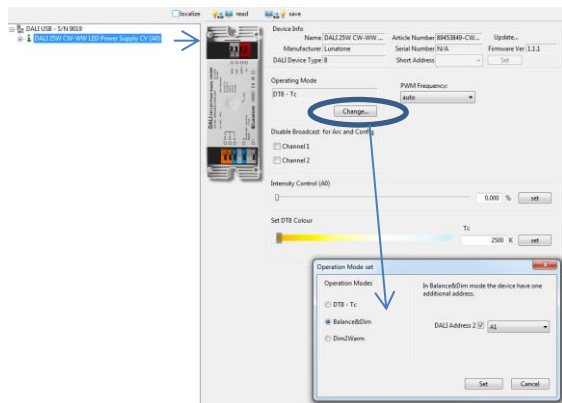 localize read save
DALI USB - S/N 9019
DALI 25W CW-WW LED Power Supply CV (A0)
Device Info
Name DALI 25W CW-WW ... Article Number 89453849-CW... Update...
Manufacturer Lunatone Serial Number N/A Firmware Ver 1.1.1
DALI Device Type 8 Short Address Set
Operating Mode
DT8 - Tc
PWM Frequency:
auto
Change...
Disable Broadcast for Arc and Config
Channel 1
Channel 2
Intensity Control (A0)
0.000 % set
Set DT8 Colour
Tc
2500 K set
Operation Mode set
Operation Modes
In Balance&Dim mode the device have one
additional address.
DT8 - Tc
Balance&Dim
DALI Address 2 A1
Dim2Warm
Set Cancel